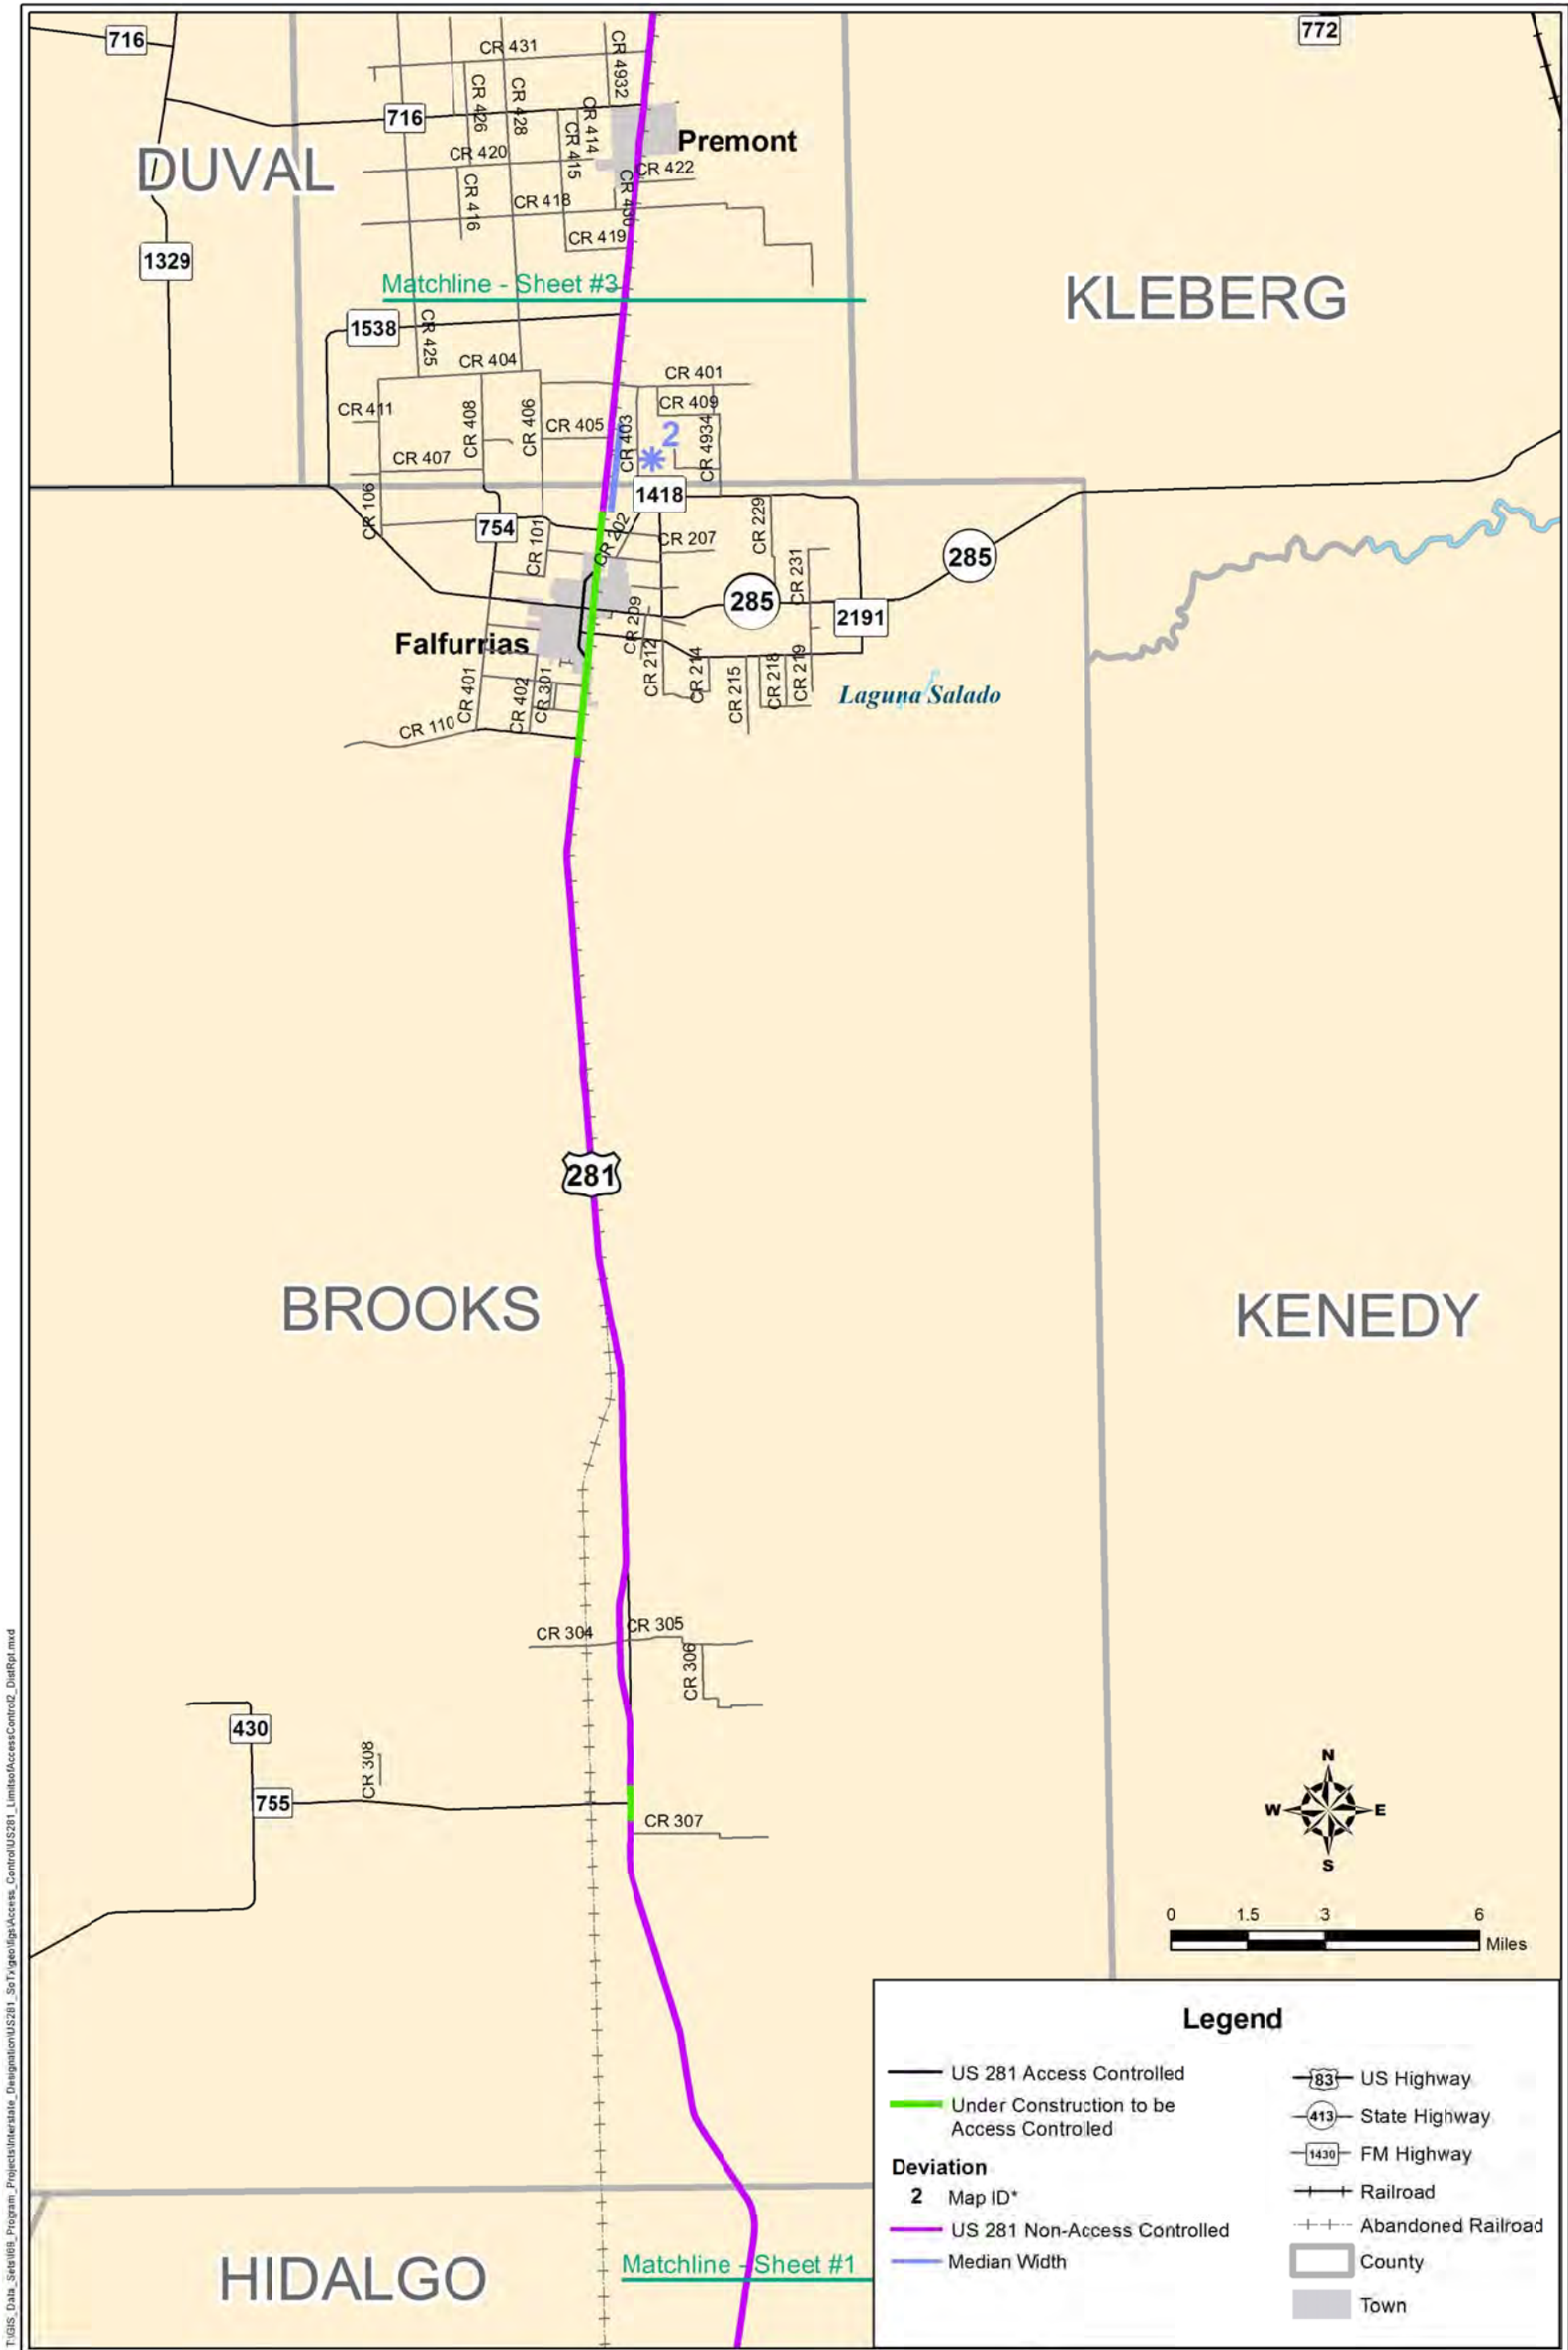 716
772
CR 431
CR 4932
CR 426
CR 428
716
CR 414
CR 415
Premont
CR 420
CR 422
DUVAL
CR 416
CR 418
CR 430
CR 419
1329
Matchline - Sheet #3
KLEBERG
1538
CR 425
CR 404
CR 401
CR 411
CR 408
CR 406
CR 405
CR 403
CR 409
2
CR 4934
CR 407
CR 106
1418
754
CR 101
CR 202
CR 207
CR 229
285
CR 231
285
CR 209
2191
Falfurrias
CR 212
CR 214
CR 401
CR 402
CR 301
CR 215
CR 218
CR 219
Laguna Salado
CR 110
281
BROOKS
KENEDY
CR 304
CR 305
CR 306
430
CR 308
755
CR 307
N
W
E
S
0 1.5 3 6
Miles
HIDALGO
Matchline - Sheet #1
Legend
US 281 Access Controlled
Under Construction to be
Access Controlled
Deviation
2 Map ID*
US 281 Non-Access Controlled
Median Width
83 US Highway
413 State Highway
1430 FM Highway
Railroad
Abandoned Railroad
County
Town